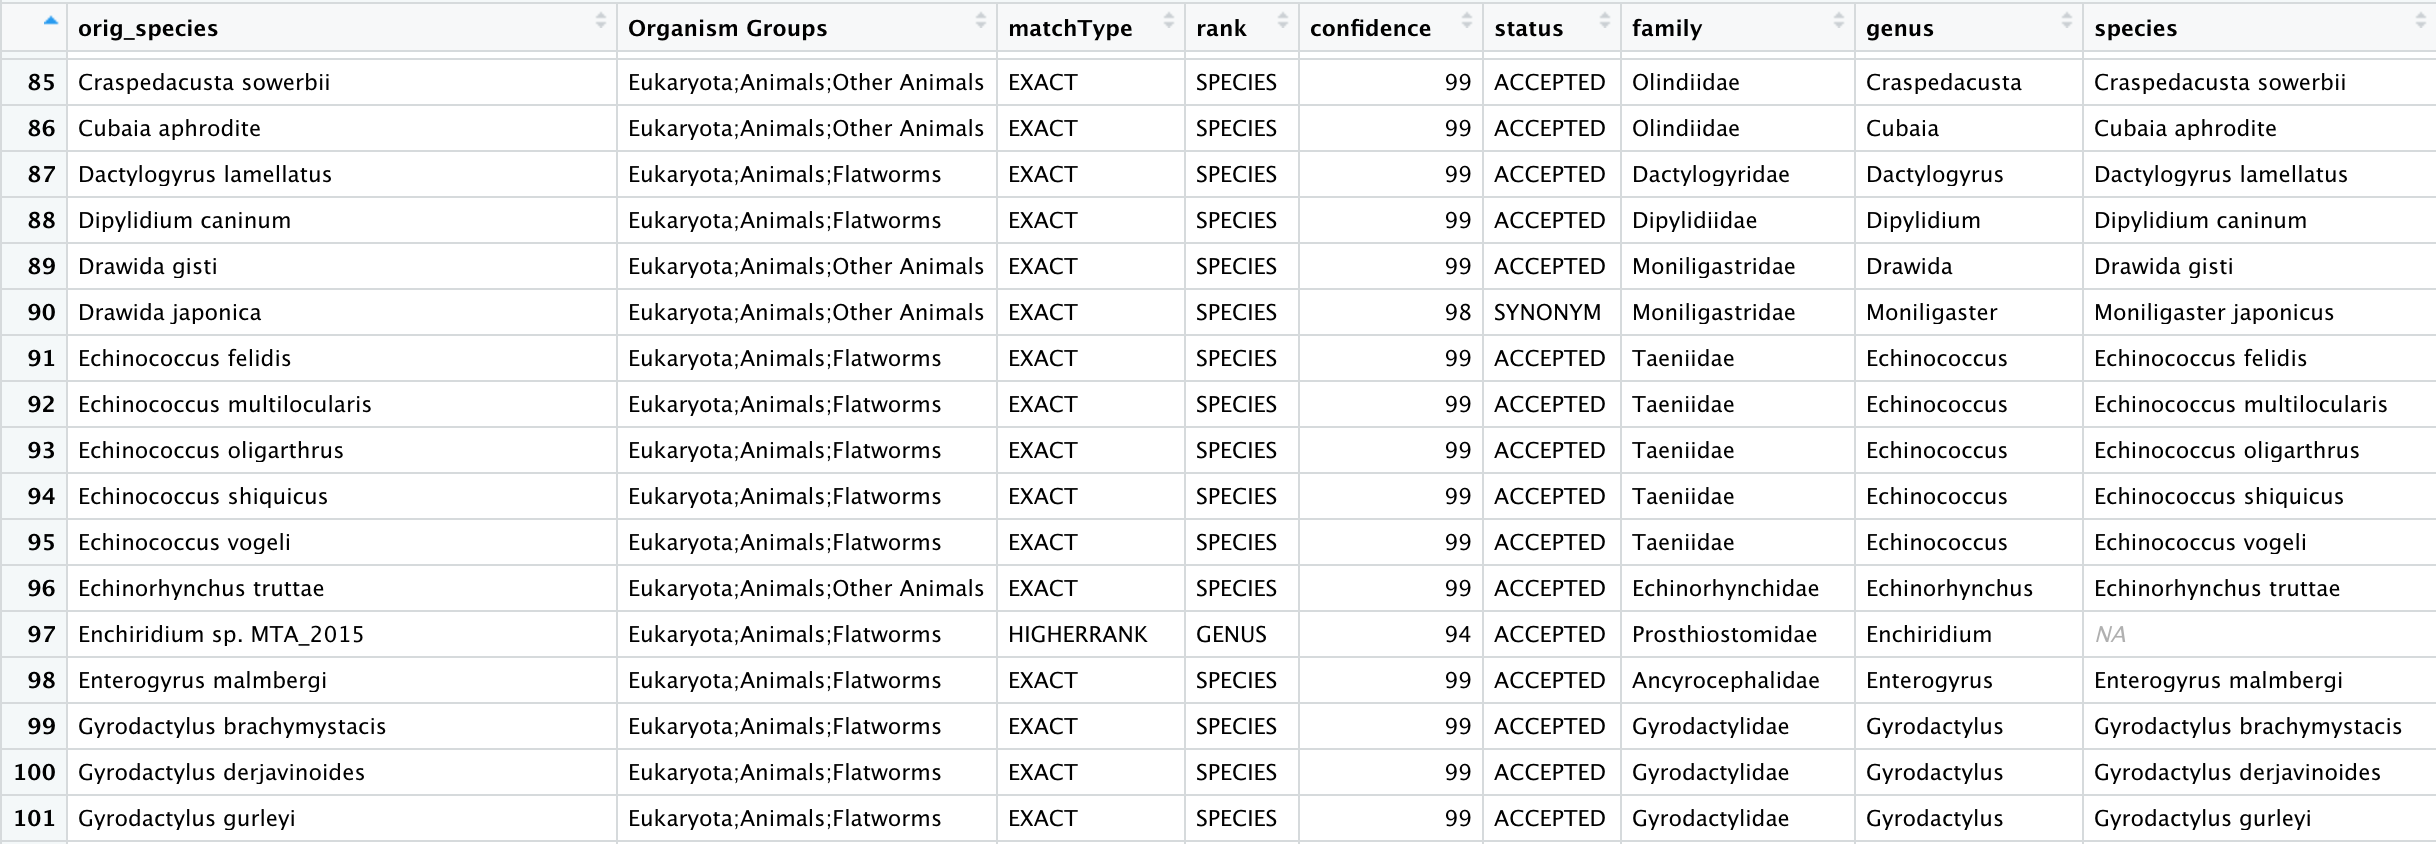 orig_species Organism Groups matchType rank confidence status family genus species
85 Craspedacusta sowerbii Eukaryota;Animals;Other Animals EXACT SPECIES 99 ACCEPTED Olindiidae Craspedacusta Craspedacusta sowerbii
86 Cubaia aphrodite Eukaryota;Animals;Other Animals EXACT SPECIES 99 ACCEPTED Olindiidae Cubaia Cubaia aphrodite
87 Dactylogyrus lamellatus Eukaryota;Animals;Flatworms EXACT SPECIES 99 ACCEPTED Dactylogyridae Dactylogyrus Dactylogyrus lamellatus
88 Dipylidium caninum Eukaryota;Animals;Flatworms EXACT SPECIES 99 ACCEPTED Dipylidiidae Dipylidium Dipylidium caninum
89 Drawida gisti Eukaryota;Animals;Other Animals EXACT SPECIES 99 ACCEPTED Moniligastridae Drawida Drawida gisti
90 Drawida japonica Eukaryota;Animals;Other Animals EXACT SPECIES 98 SYNONYM Moniligastridae Moniligaster Moniligaster japonicus
91 Echinococcus felidis Eukaryota;Animals;Flatworms EXACT SPECIES 99 ACCEPTED Taeniidae Echinococcus Echinococcus felidis
92 Echinococcus multilocularis Eukaryota;Animals;Flatworms EXACT SPECIES 99 ACCEPTED Taeniidae Echinococcus Echinococcus multilocularis
93 Echinococcus oligarthrus Eukaryota;Animals;Flatworms EXACT SPECIES 99 ACCEPTED Taeniidae Echinococcus Echinococcus oligarthrus
94 Echinococcus shiquicus Eukaryota;Animals;Flatworms EXACT SPECIES 99 ACCEPTED Taeniidae Echinococcus Echinococcus shiquicus
95 Echinococcus vogeli Eukaryota;Animals;Flatworms EXACT SPECIES 99 ACCEPTED Taeniidae Echinococcus Echinococcus vogeli
96 Echinorhynchus truttae Eukaryota;Animals;Other Animals EXACT SPECIES 99 ACCEPTED Echinorhynchidae Echinorhynchus Echinorhynchus truttae
97 Enchiridium sp. MTA_2015 Eukaryota;Animals;Flatworms HIGHERRANK GENUS 94 ACCEPTED Prosthiostomidae Enchiridium NA
98 Enterogyrus malmbergi Eukaryota;Animals;Flatworms EXACT SPECIES 99 ACCEPTED Ancyrocephalidae Enterogyrus Enterogyrus malmbergi
99 Gyrodactylus brachymystacis Eukaryota;Animals;Flatworms EXACT SPECIES 99 ACCEPTED Gyrodactylidae Gyrodactylus Gyrodactylus brachymystacis
100 Gyrodactylus derjavinoides Eukaryota;Animals;Flatworms EXACT SPECIES 99 ACCEPTED Gyrodactylidae Gyrodactylus Gyrodactylus derjavinoides
101 Gyrodactylus gurleyi Eukaryota;Animals;Flatworms EXACT SPECIES 99 ACCEPTED Gyrodactylidae Gyrodactylus Gyrodactylus gurleyi